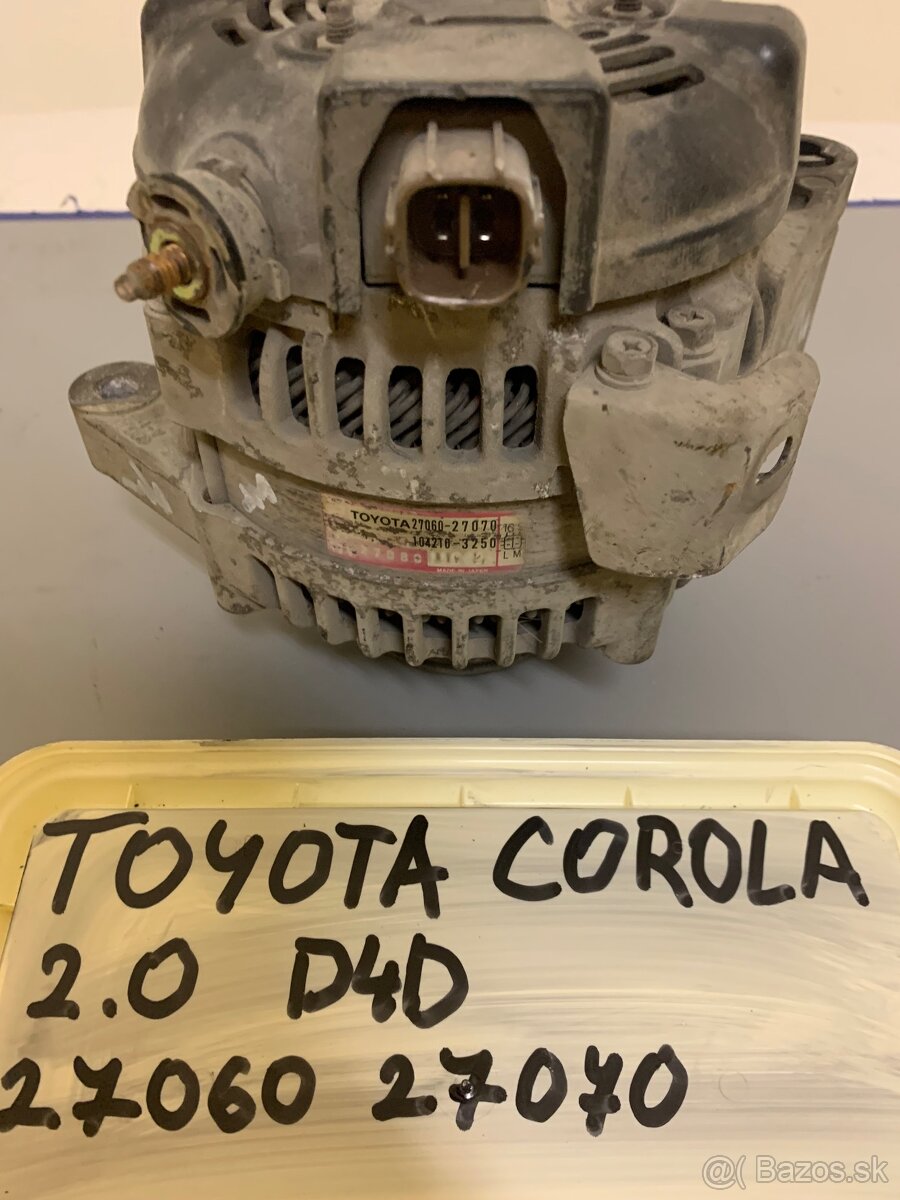 TOYOTA 27060-27070
104210-3250
L M
MADE IN JAPAN
TOYOTA COROLA
2.0 D4D
27060 27070
@( Bazos.sk